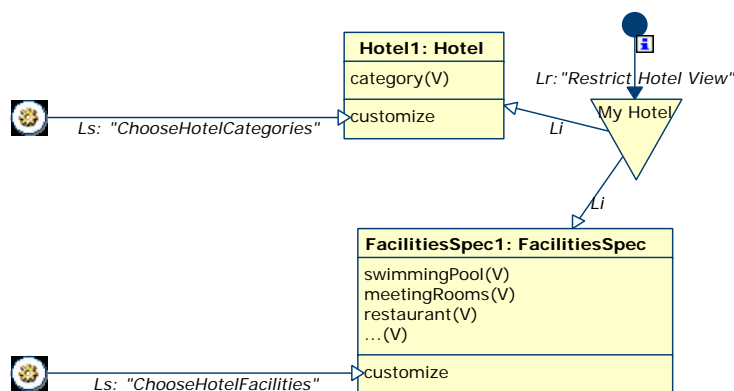 Hotel1: Hotel
category(V)
customize
Lr:"Restrict Hotel View"
My Hotel
Ls: "ChooseHotelCategories"
Li
Li
FacilitiesSpec1: FacilitiesSpec
swimmingPool(V)
meetingRooms(V)
restaurant(V)
...(V)
customize
Ls: "ChooseHotelFacilities"